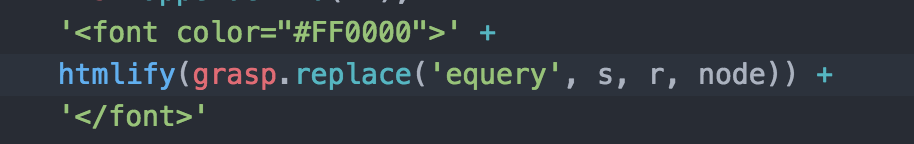 '<font color="#FF0000">' +
htmlify(grasp.replace('equery', s, r, node)) +
'</font>'